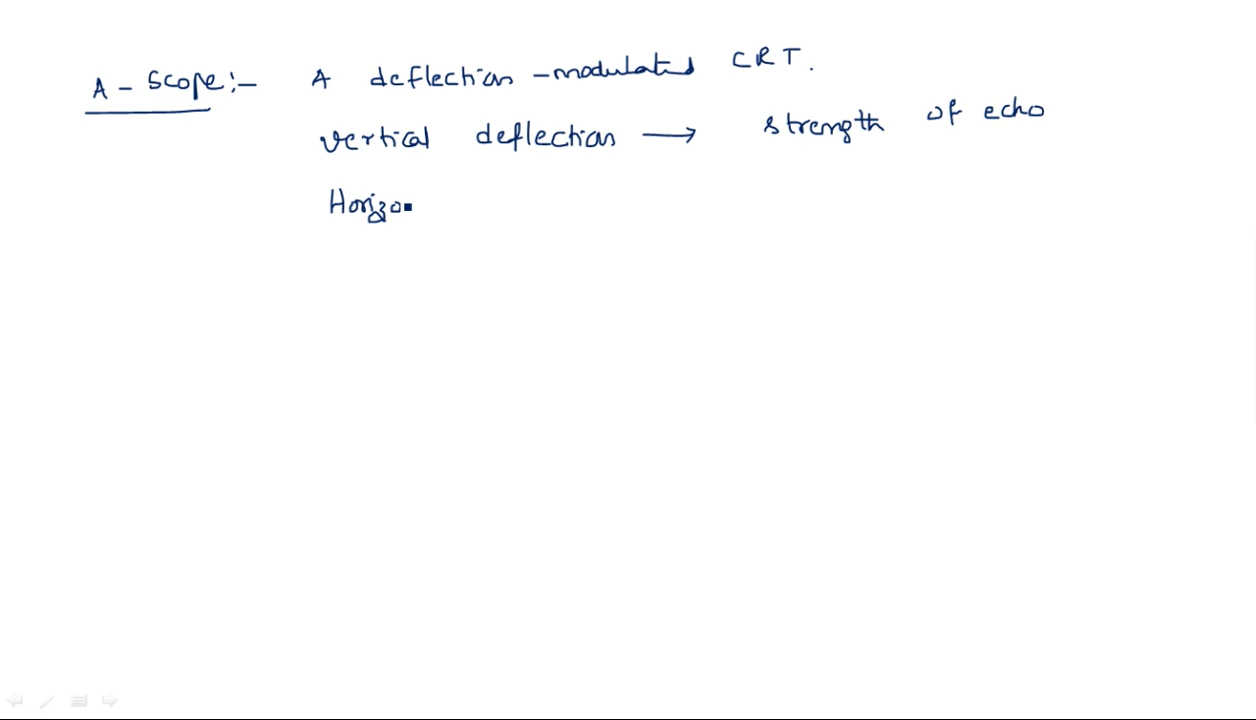 A - Scope :- A deflection - modulated CRT.
vertical deflection → strength of echo
Horizo